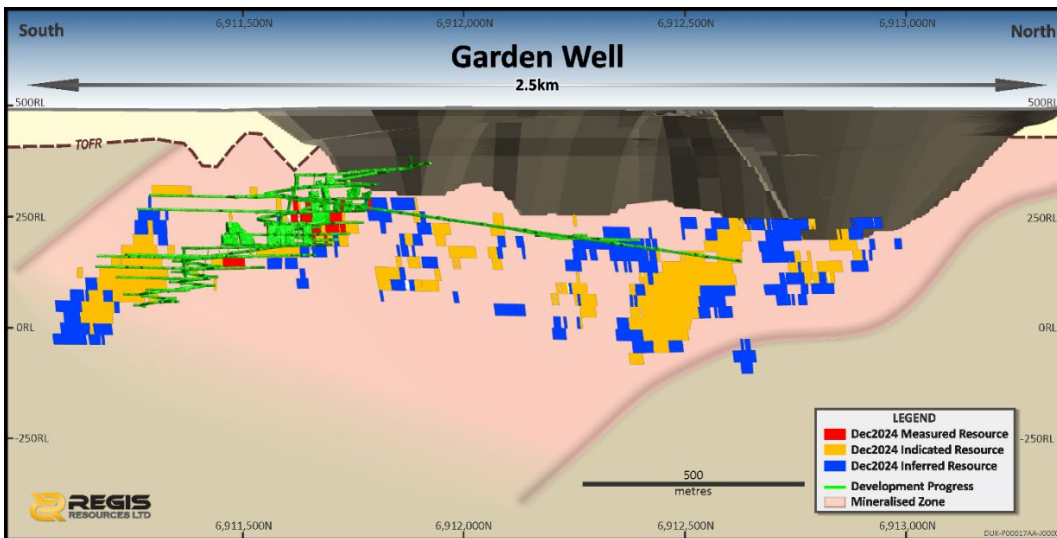 6,911,500N
6,912,000N
6,912,500N
6,913,000N
South
North
Garden Well
2.5km
500RL
500RL
TOFR
250RL
250RL
0RL
0RL
-250RL
-250RL
LEGEND
Dec2024 Measured Resource
Dec2024 Indicated Resource
Dec2024 Inferred Resource
Development Progress
Mineralised Zone
500
metres
REGIS
RESOURCES LTD
6,911,500N
6,912,000N
6,912,500N
6,913,000N